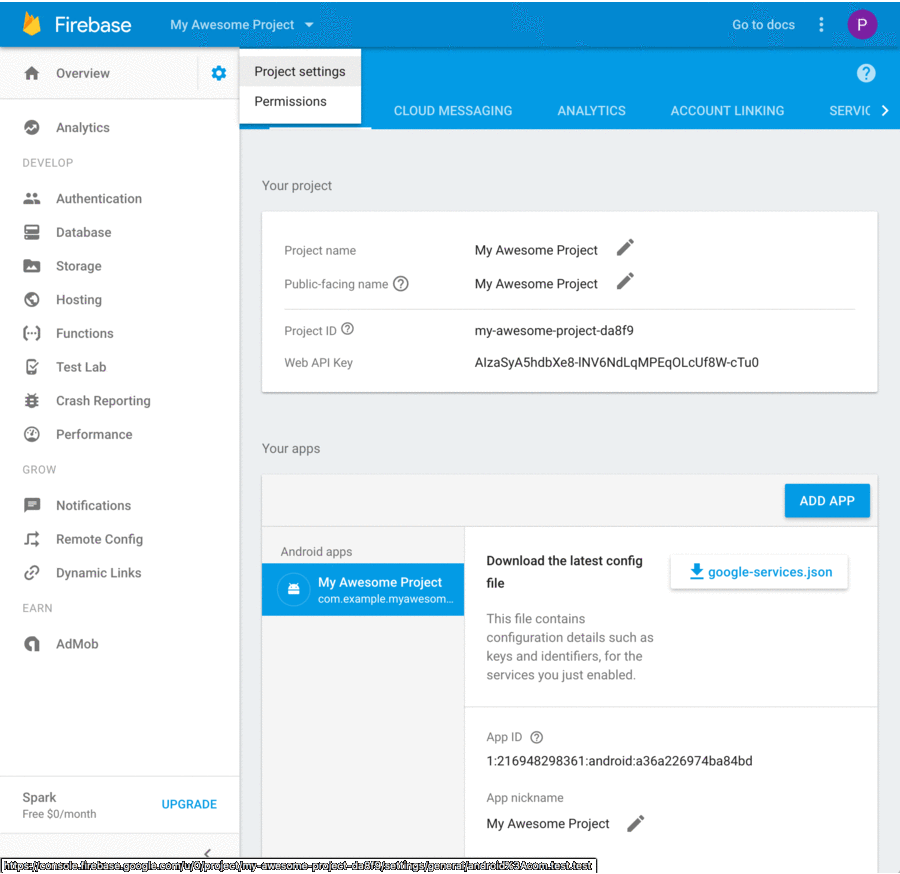 Firebase
My Awesome Project
Go to docs
P
Overview
Project settings
Permissions
CLOUD MESSAGING
ANALYTICS
ACCOUNT LINKING
SERVIC
Analytics
DEVELOP
Authentication
Database
Storage
Hosting
Functions
Test Lab
Crash Reporting
Performance
GROW
Notifications
Remote Config
Dynamic Links
EARN
AdMob
Spark
Free $0/month
UPGRADE
Your project
Project name
My Awesome Project
Public-facing name
My Awesome Project
Project ID
my-awesome-project-da8f9
Web API Key
AIzaSyA5hdbXe8-lNV6NdLqMPEqOLcUf8W-cTu0
Your apps
ADD APP
Android apps
My Awesome Project
com.example.myawesom...
Download the latest config
file
google-services.json
This file contains
configuration details such as
keys and identifiers, for the
services you just enabled.
App ID
1:216948298361:android:a36a226974ba84bd
App nickname
My Awesome Project
https://console.firebase.google.com/u/0/project/my-awesome-project-da8f9/settings/general/android%3Acom.test.test